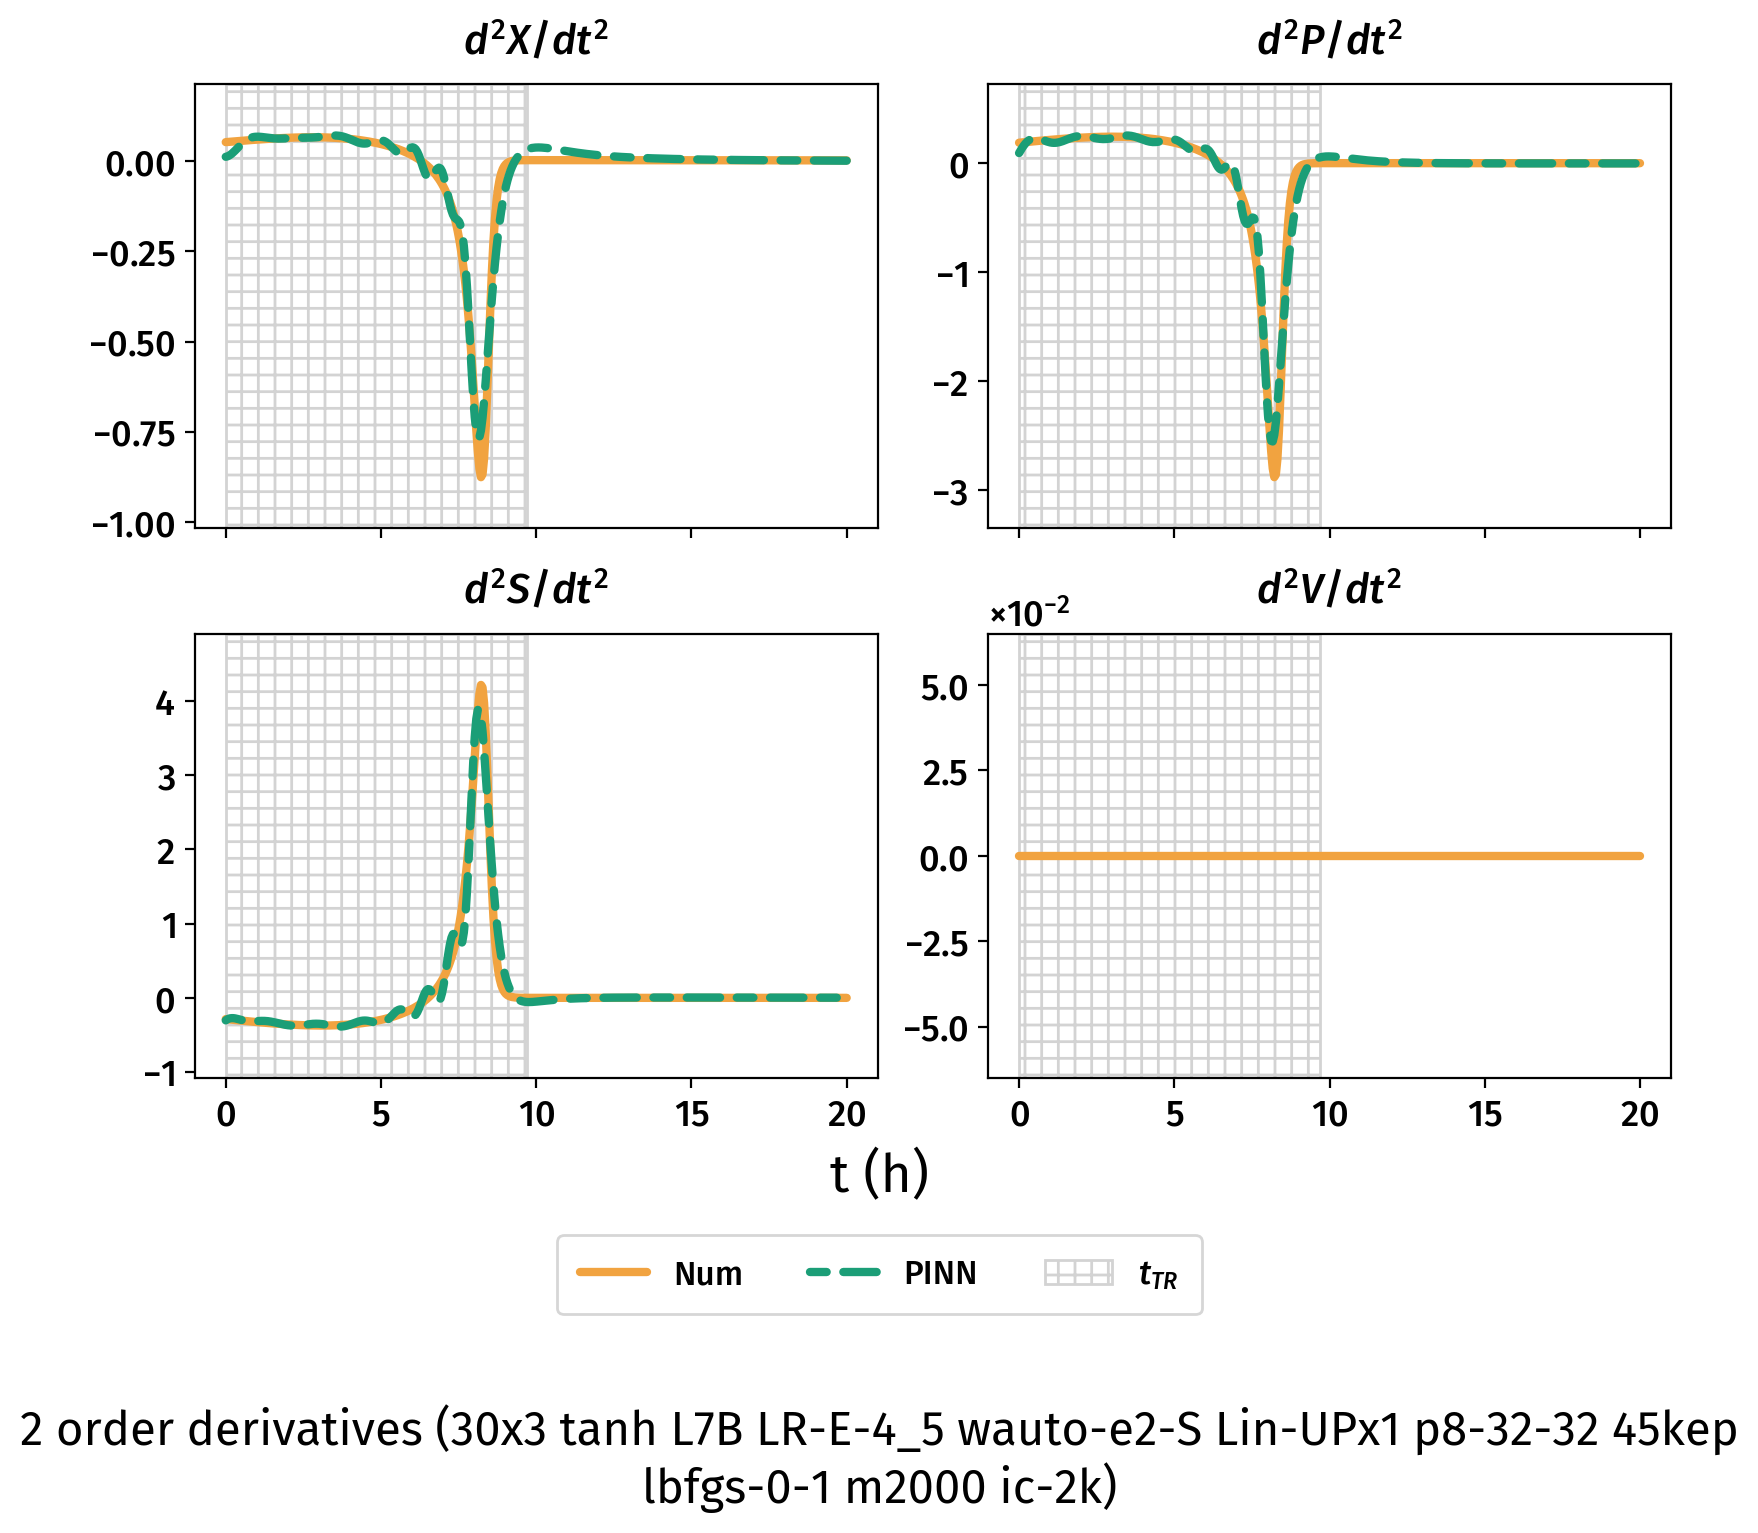 d²X/dt²
d²P/dt²
0.00
−0.25
−0.50
−0.75
−1.00
0
−1
−2
−3
d²S/dt²
d²V/dt²
×10⁻²
4
3
2
1
0
−1
5.0
2.5
0.0
−2.5
−5.0
0 5 10 15 20
0 5 10 15 20
t (h)
Num PINN t_TR
2 order derivatives (30x3 tanh L7B LR-E-4_5 wauto-e2-S Lin-UPx1 p8-32-32 45kep
lbfgs-0-1 m2000 ic-2k)